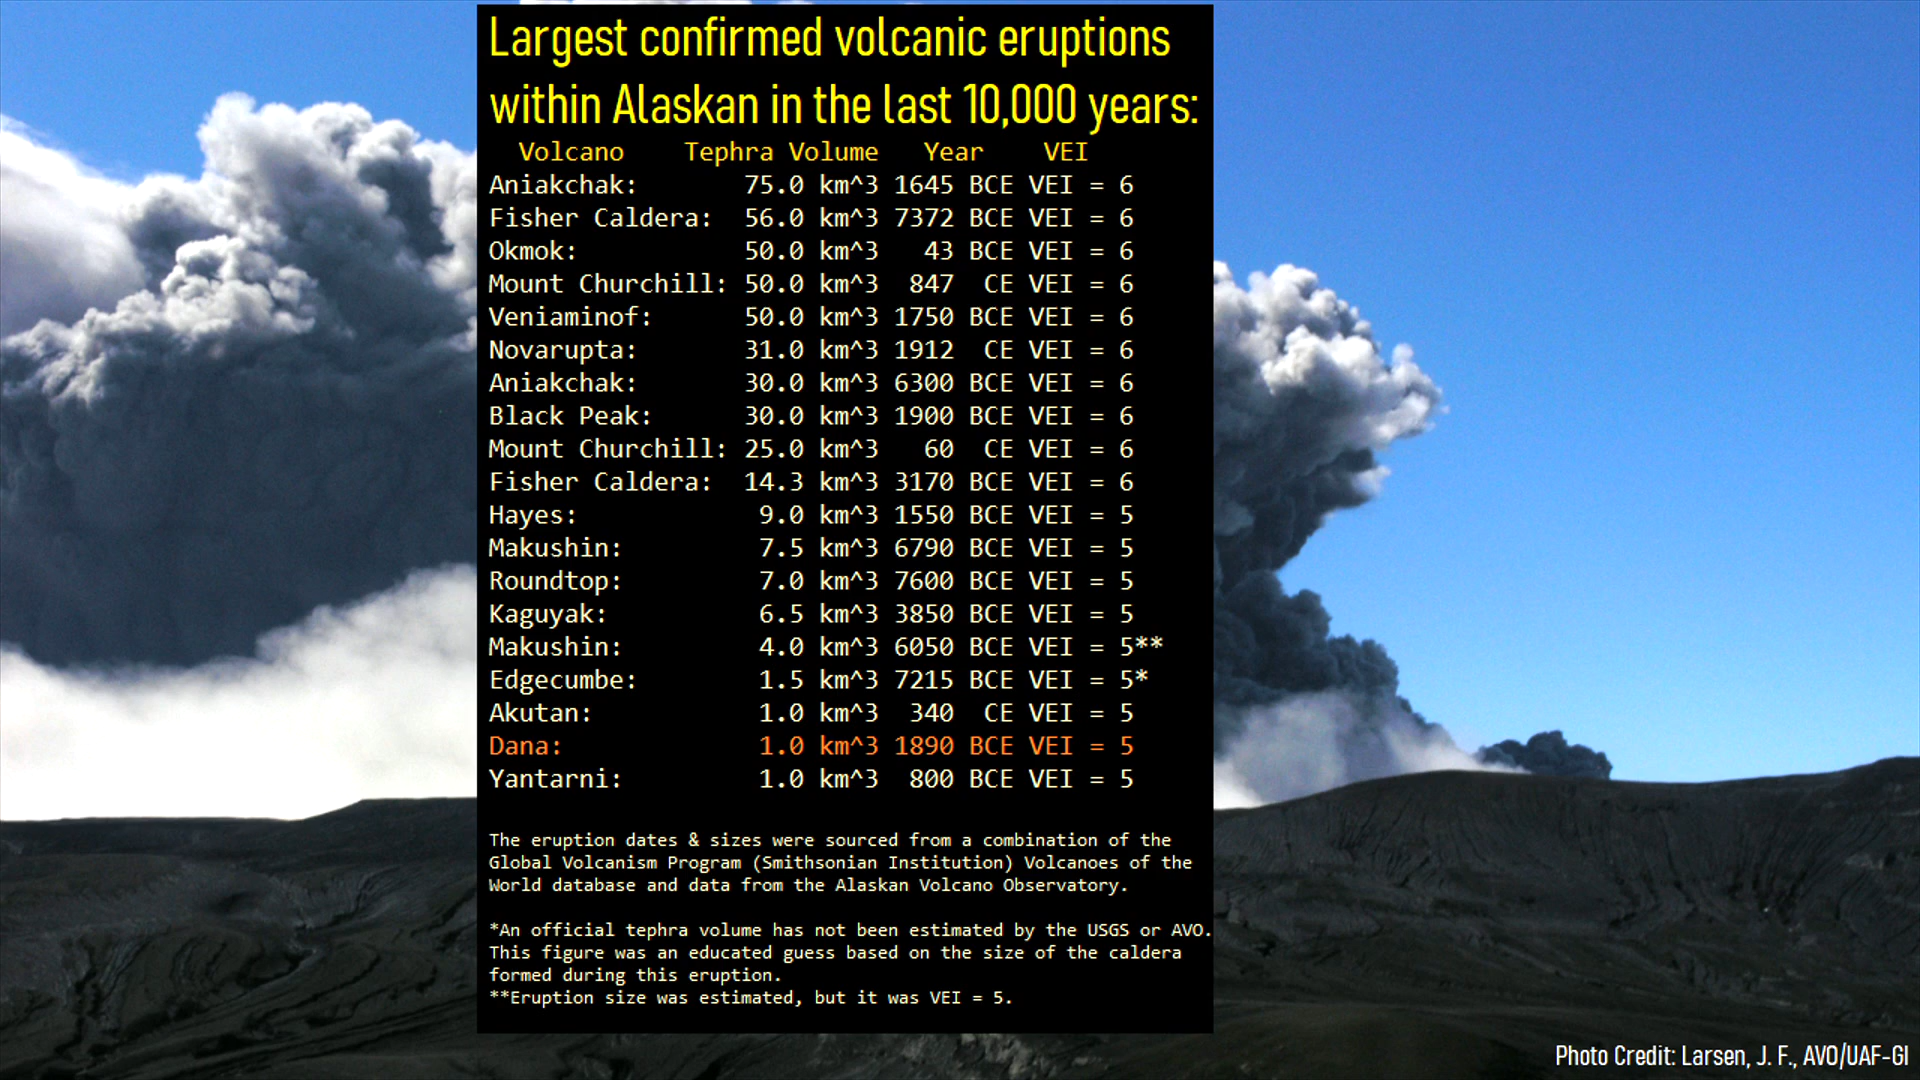 Largest confirmed volcanic eruptions
within Alaskan in the last 10,000 years:
Volcano Tephra Volume Year VEI
Aniakchak: 75.0 km^3 1645 BCE VEI = 6
Fisher Caldera: 56.0 km^3 7372 BCE VEI = 6
Okmok: 50.0 km^3 43 BCE VEI = 6
Mount Churchill: 50.0 km^3 847 CE VEI = 6
Veniaminof: 50.0 km^3 1750 BCE VEI = 6
Novarupta: 31.0 km^3 1912 CE VEI = 6
Aniakchak: 30.0 km^3 6300 BCE VEI = 6
Black Peak: 30.0 km^3 1900 BCE VEI = 6
Mount Churchill: 25.0 km^3 60 CE VEI = 6
Fisher Caldera: 14.3 km^3 3170 BCE VEI = 6
Hayes: 9.0 km^3 1550 BCE VEI = 5
Makushin: 7.5 km^3 6790 BCE VEI = 5
Roundtop: 7.0 km^3 7600 BCE VEI = 5
Kaguyak: 6.5 km^3 3850 BCE VEI = 5
Makushin: 4.0 km^3 6050 BCE VEI = 5**
Edgecumbe: 1.5 km^3 7215 BCE VEI = 5*
Akutan: 1.0 km^3 340 CE VEI = 5
Dana: 1.0 km^3 1890 BCE VEI = 5
Yantarni: 1.0 km^3 800 BCE VEI = 5
The eruption dates & sizes were sourced from a combination of the
Global Volcanism Program (Smithsonian Institution) Volcanoes of the
World database and data from the Alaskan Volcano Observatory.
*An official tephra volume has not been estimated by the USGS or AVO.
This figure was an educated guess based on the size of the caldera
formed during this eruption.
**Eruption size was estimated, but it was VEI = 5.
Photo Credit: Larsen, J. F., AVO/UAF-GI